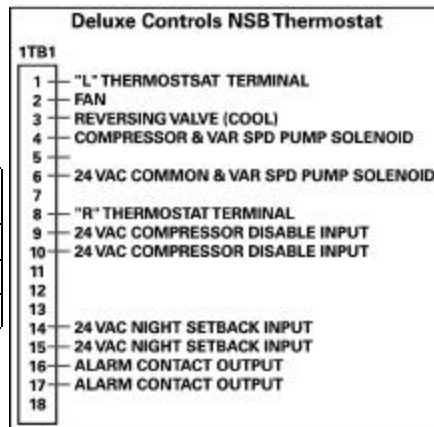 Deluxe Controls NSB Thermostat
1TB1
1 "L" THERMOSTSAT TERMINAL
2 FAN
3 REVERSING VALVE (COOL)
4 COMPRESSOR & VAR SPD PUMP SOLENOID
5
6 24 VAC COMMON & VAR SPD PUMP SOLENOID
7
8 "R" THERMOSTAT TERMINAL
9 24 VAC COMPRESSOR DISABLE INPUT
10 24 VAC COMPRESSOR DISABLE INPUT
11
12
13
14 24 VAC NIGHT SETBACK INPUT
15 24 VAC NIGHT SETBACK INPUT
16 ALARM CONTACT OUTPUT
17 ALARM CONTACT OUTPUT
18